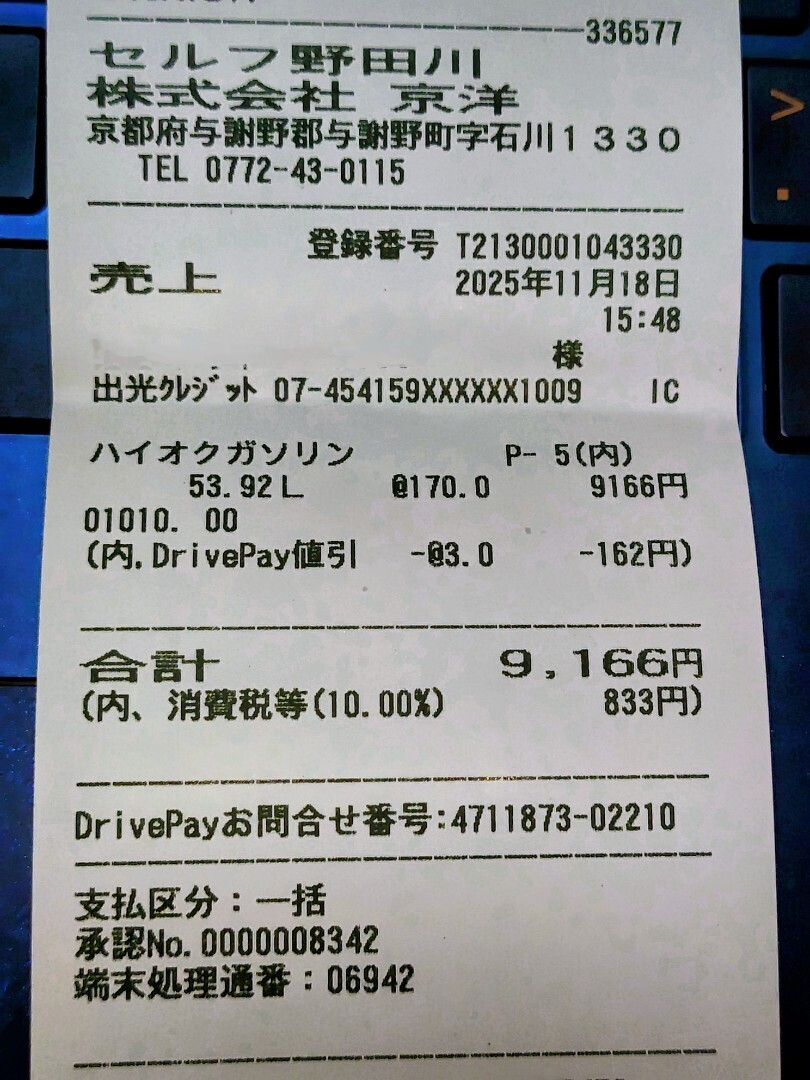 336577
セルフ野田川
株式会社 京洋
京都府与謝野郡与謝野町字石川1330
TEL 0772-43-0115
登録番号 T2130001043330
売上 2025年11月18日
15:48
様
出光クレジット 07-454159XXXXXX1009 IC
ハイオクガソリン P- 5(内)
53.92L @170.0 9166円
01010. 00
(内,DrivePay値引 -@3.0 -162円)
合計 9,166円
(内、消費税等(10.00%) 833円)
DrivePayお問合せ番号:4711873-02210
支払区分:一括
承認No.0000008342
端末処理通番:06942